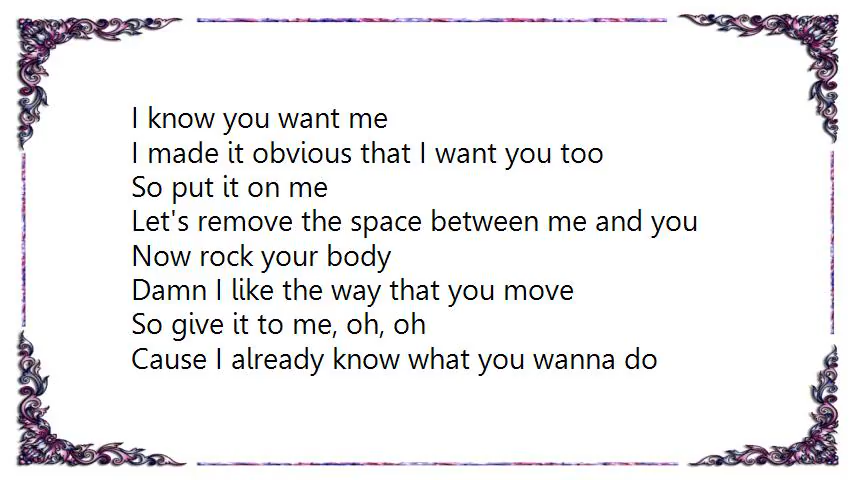 I know you want me
I made it obvious that I want you too
So put it on me
Let's remove the space between me and you
Now rock your body
Damn I like the way that you move
So give it to me, oh, oh
Cause I already know what you wanna do